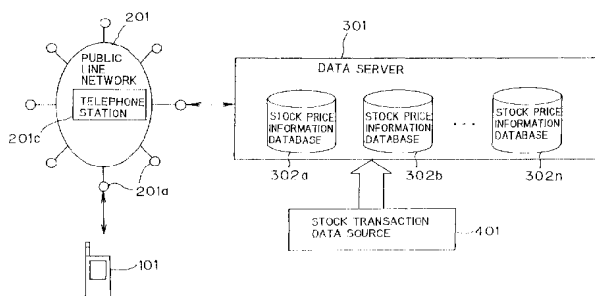 201
PUBLIC
LINE
NETWORK
TELEPHONE
STATION
201c
201a
101
301
DATA SERVER
STOCK PRICE
INFORMATION
DATABASE
302a
STOCK PRICE
INFORMATION
DATABASE
302b
...
STOCK PRICE
INFORMATION
DATABASE
302n
STOCK TRANSACTION
DATA SOURCE
401